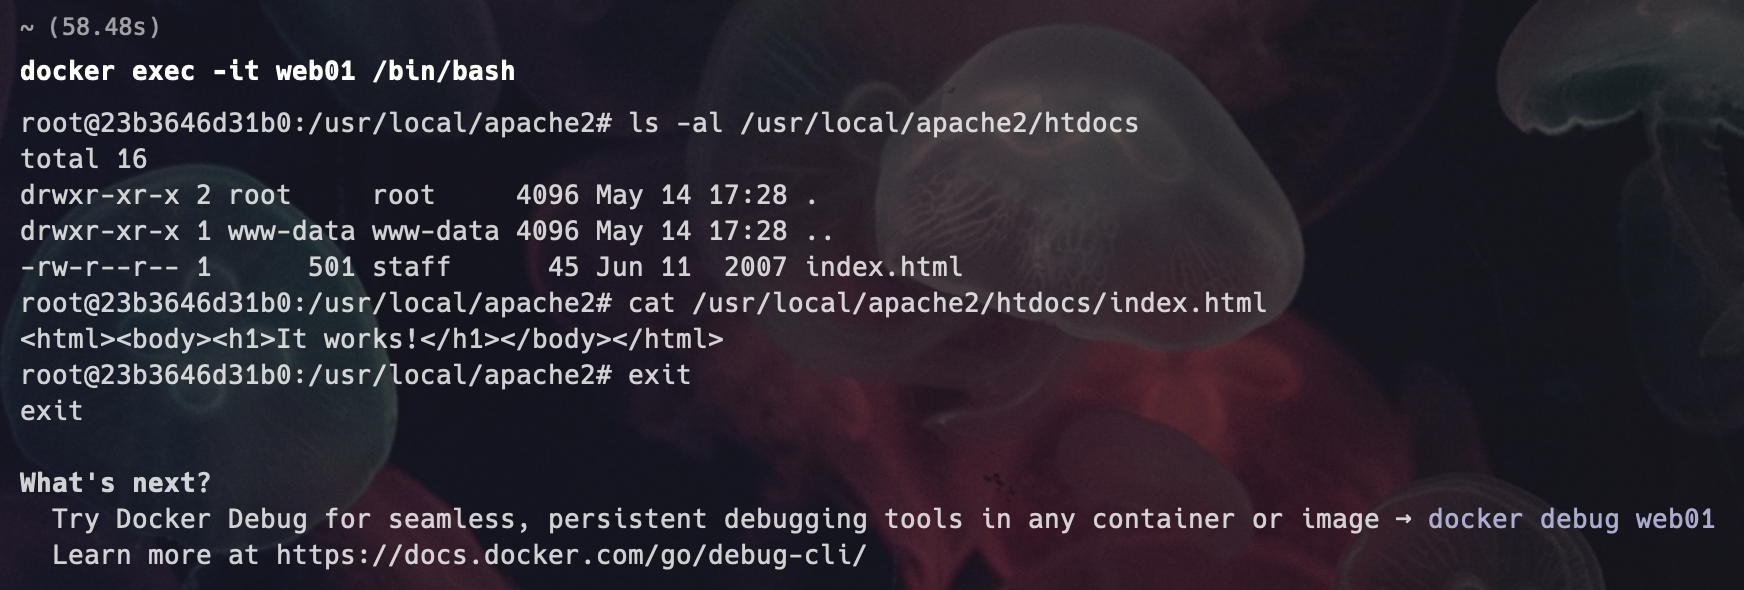 ~ (58.48s)
docker exec -it web01 /bin/bash
root@23b3646d31b0:/usr/local/apache2# ls -al /usr/local/apache2/htdocs
total 16
drwxr-xr-x 2 root     root     4096 May 14 17:28 .
drwxr-xr-x 1 www-data www-data 4096 May 14 17:28 ..
-rw-r--r-- 1      501 staff      45 Jun 11  2007 index.html
root@23b3646d31b0:/usr/local/apache2# cat /usr/local/apache2/htdocs/index.html
<html><body><h1>It works!</h1></body></html>
root@23b3646d31b0:/usr/local/apache2# exit
exit
What's next?
  Try Docker Debug for seamless, persistent debugging tools in any container or image → docker debug web01
  Learn more at https://docs.docker.com/go/debug-cli/